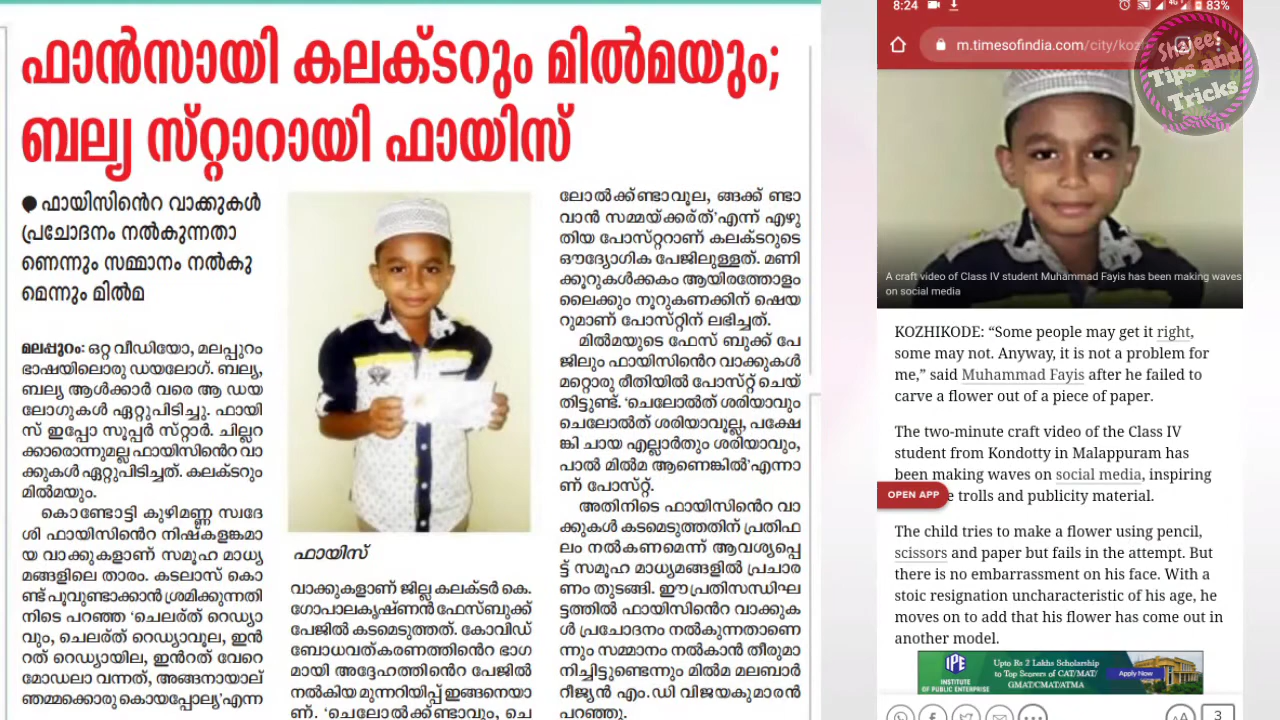 ഫാൻസായി കലക്ടറും മിൽമയും;
ബല്യ സ്റ്റാറായി ഫായിസ്
ഫായിസിൻെറ വാക്കുകൾ
പ്രചോദനം നൽകുന്നതാ
ണെന്നും സമ്മാനം നൽകു
മെന്നും മിൽമ
മലപ്പുറം: ഒറ്റ വീഡിയോ, മലപ്പുറം
ഭാഷയിലൊരു ഡയലോഗ്. ബല്യ,
ബല്യ ആൾക്കാർ വരെ ആ ഡയ
ലോഗുകൾ ഏറ്റുപിടിച്ചു. ഫായി
സ് ഇപ്പോ സൂപ്പർ സ്റ്റാർ. ചില്ലറ
ക്കാരൊന്നുമല്ല ഫായിസിൻെറ വാ
ക്കുകൾ ഏറ്റുപിടിച്ചത്. കലക്ടറും
മിൽമയും.
കൊണ്ടോട്ടി കുഴിമണ്ണ സ്വദേ
ശി ഫായിസിൻെറ നിഷ്കളങ്കമാ
യ വാക്കുകളാണ് സമൂഹ മാധ്യ
മങ്ങളിലെ താരം. കടലാസ് കൊ
ണ്ട് പൂവുണ്ടാക്കാൻ ശ്രമിക്കുന്നതി
നിടെ പറഞ്ഞ ‘ചെലര്ത് റെഡ്യാ
വും, ചെലര്ത് റെഡ്യാവൂല, ഇൻ
റത് റെഡ്യായില, ഇൻറത് വേറെ
മോഡലാ വന്നത്, അങ്ങനായാല്
ഞമ്മക്കൊരു കൊയപ്പോല്യ’എന്ന
ഫായിസ്
വാക്കുകളാണ് ജില്ല കലക്ടർ കെ.
ഗോപാലകൃഷ്ണൻ ഫേസ്ബുക്ക്
പേജിൽ കടമെടുത്തത്. കോവിഡ്
ബോധവത്കരണത്തിൻെറ ഭാഗ
മായി അദ്ദേഹത്തിൻെറ പേജിൽ
നൽകിയ മുന്നറിയിപ്പ് ഇങ്ങനെയാ
ണ്. ‘ചെലോൽക്ക്ണ്ടാവും, ചെ
ലോൽക്ക്ണ്ടാവൂല, ങ്ങക്ക് ണ്ടാ
വാൻ സമ്മയ്ക്കര്ത്’എന്ന് എഴു
തിയ പോസ്റ്ററാണ് കലക്ടറുടെ
ഔദ്യോഗിക പേജിലുള്ളത്. മണി
ക്കൂറുകൾക്കകം ആയിരത്തോളം
ലൈക്കും നൂറുകണക്കിന് ഷെയ
റുമാണ് പോസ്റ്റിന് ലഭിച്ചത്.
മിൽമയുടെ ഫേസ് ബുക്ക് പേ
ജിലും ഫായിസിൻെറ വാക്കുകൾ
മറ്റൊരു രീതിയിൽ പോസ്റ്റ് ചെയ്
തിട്ടുണ്ട്. ‘ചെലോൽത് ശരിയാവും
ചെലോൽത് ശരിയാവൂല്ല, പക്ഷേ
ങ്കി ചായ എല്ലാർതും ശരിയാവും,
പാൽ മിൽമ ആണെങ്കിൽ’എന്നാ
ണ് പോസ്റ്റ്.
അതിനിടെ ഫായിസിൻെറ വാ
ക്കുകൾ കടമെടുത്തതിന് പ്രതിഫ
ലം നൽകണമെന്ന് ആവശ്യപ്പെ
ട്ട് സമൂഹ മാധ്യമങ്ങളിൽ പ്രചാര
ണം തുടങ്ങി. ഈ പ്രതിസന്ധിഘ
ട്ടത്തിൽ ഫായിസിൻെറ വാക്കുക
ൾ പ്രചോദനം നൽകുന്നതാണെ
ന്നും സമ്മാനം നൽകാൻ തീരുമാ
നിച്ചിട്ടുണ്ടെന്നും മിൽമ മലബാർ
റീജ്യൻ എം.ഡി വിജയകുമാരൻ
പറഞ്ഞു.
8:24
4G
83%
m.timesofindia.com/city/koz
Shajees
Tips and
Tricks
A craft video of Class IV student Muhammad Fayis has been making waves
on social media
KOZHIKODE: “Some people may get it right,
some may not. Anyway, it is not a problem for
me,” said Muhammad Fayis after he failed to
carve a flower out of a piece of paper.
The two-minute craft video of the Class IV
student from Kondotty in Malappuram has
been making waves on social media, inspiring
OPEN APP
trolls and publicity material.
The child tries to make a flower using pencil,
scissors and paper but fails in the attempt. But
there is no embarrassment on his face. With a
stoic resignation uncharacteristic of his age, he
moves on to add that his flower has come out in
another model.
IPE
INSTITUTE
OF PUBLIC ENTERPRISE
Upto Rs 2 Lakhs Scholarship
to Top Scorers of CAT/MAT/
GMAT/CMAT/ATMA
Apply Now
3